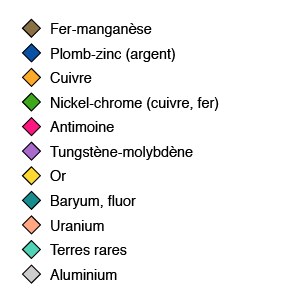 Fer-manganèse
Plomb-zinc (argent)
Cuivre
Nickel-chrome (cuivre, fer)
Antimoine
Tungstène-molybdène
Or
Baryum, fluor
Uranium
Terres rares
Aluminium